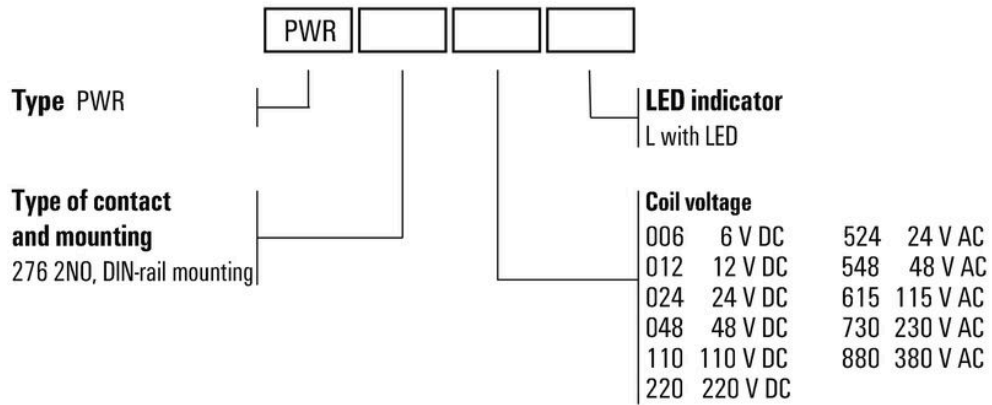 PWR
Type PWR
LED indicator
L with LED
Type of contact
and mounting
276 2NO, DIN-rail mounting
Coil voltage
006 6 V DC 524 24 V AC
012 12 V DC 548 48 V AC
024 24 V DC 615 115 V AC
048 48 V DC 730 230 V AC
110 110 V DC 880 380 V AC
220 220 V DC